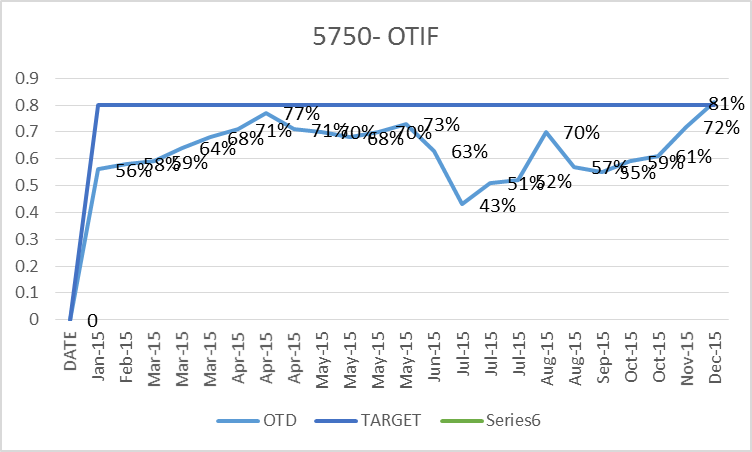 5750- OTIF
0.9
0.8
0.7
0.6
0.5
0.4
0.3
0.2
0.1
0
0
56%
58%
59%
64%
68%
71%
77%
71%
70%
68%
70%
73%
63%
43%
51%
52%
70%
57%
55%
59%
61%
72%
81%
DATE
Jan-15
Feb-15
Mar-15
Mar-15
Mar-15
Apr-15
Apr-15
Apr-15
May-15
May-15
May-15
May-15
Jun-15
Jul-15
Jul-15
Jul-15
Aug-15
Aug-15
Sep-15
Oct-15
Oct-15
Nov-15
Dec-15
OTD TARGET Series6